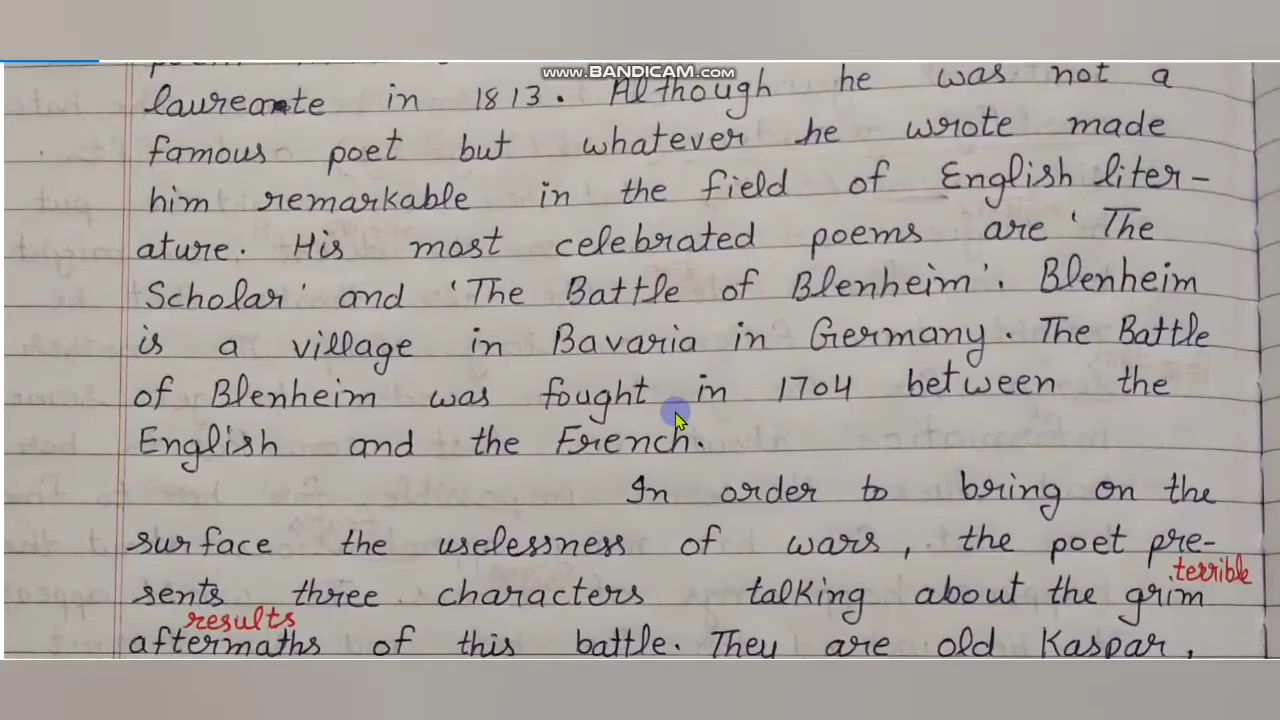 www.BANDICAM.com
laureate in 1813. Although he was not a
famous poet but whatever he wrote made
him remarkable in the field of English liter-
ature. His most celebrated poems are 'The
Scholar' and 'The Battle of Blenheim'. Blenheim
is a village in Bavaria in Germany. The Battle
of Blenheim was fought in 1704 between the
English and the French.
In order to bring on the
surface the uselessness of wars, the poet pre-
terrible
sents three characters talking about the grim
results
aftermaths of this battle. They are old Kaspar,